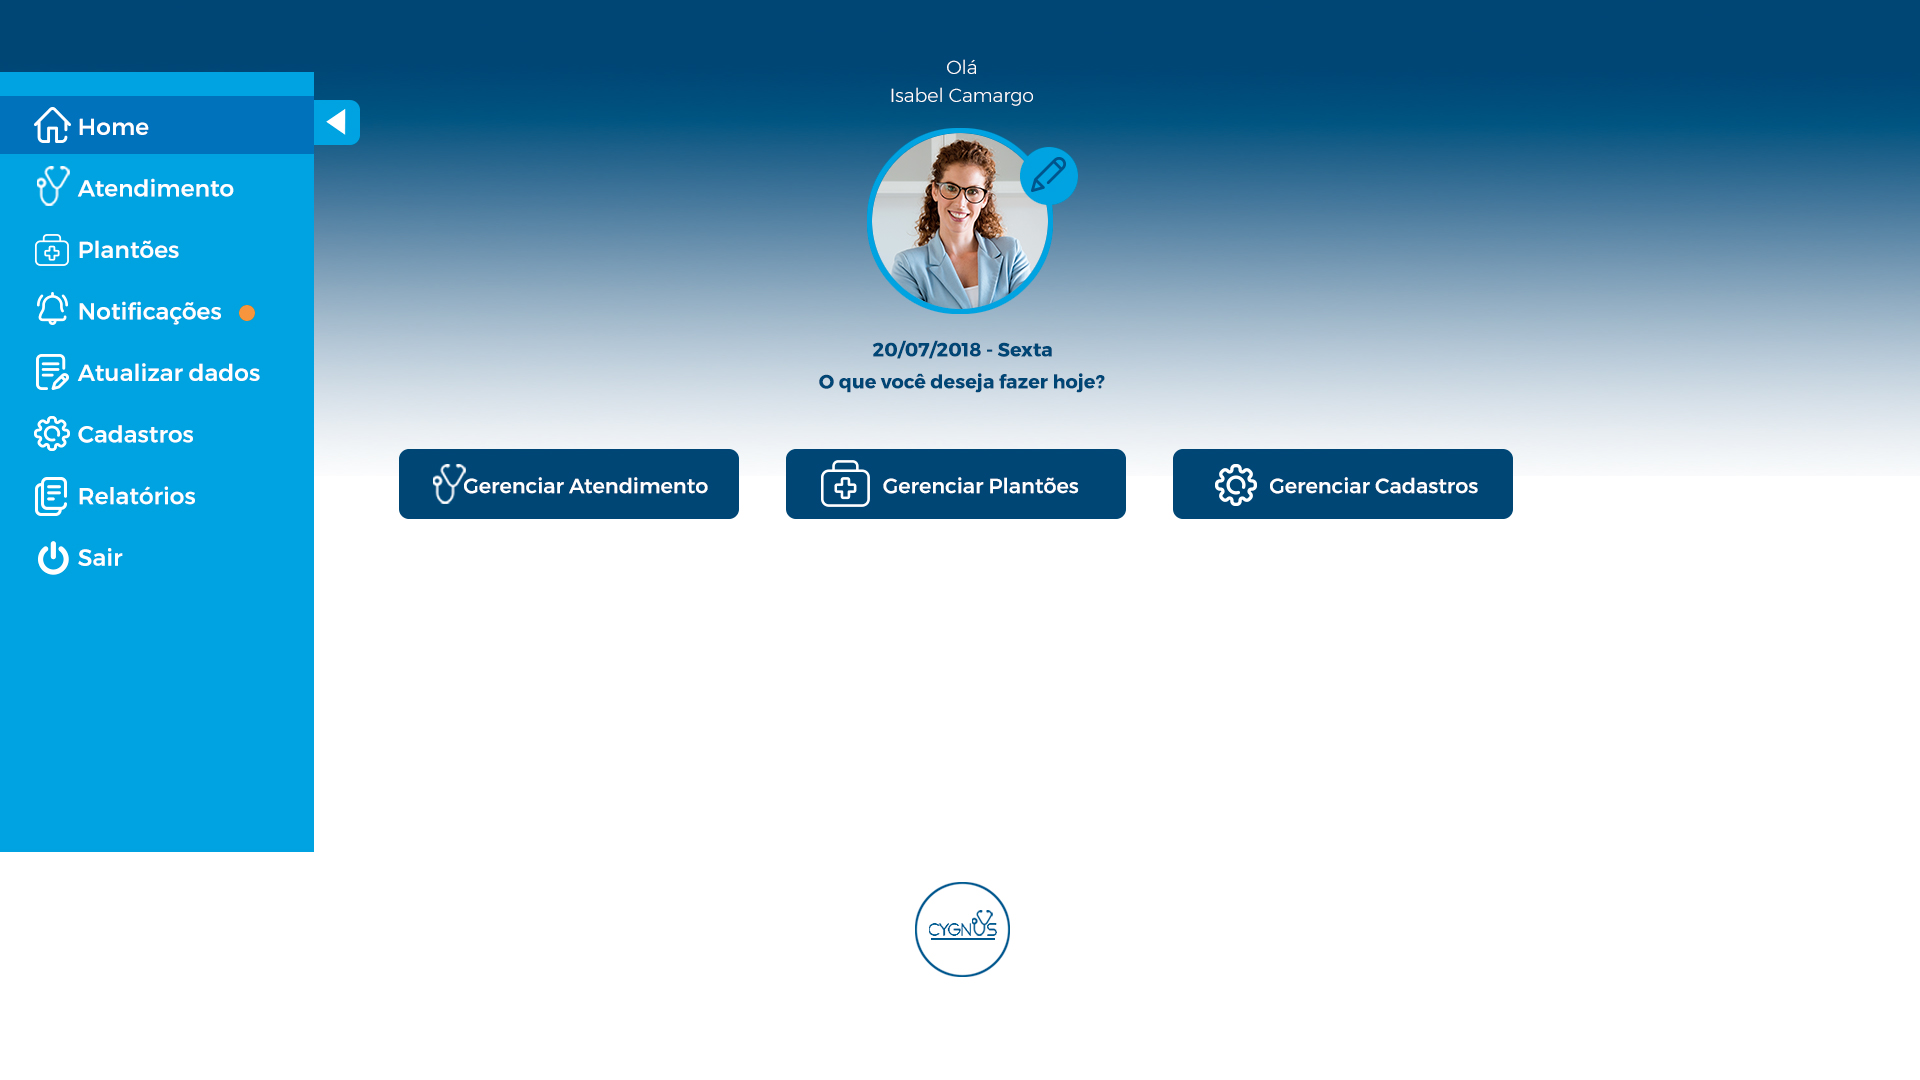 Olá
Isabel Camargo
Home
Atendimento
Plantões
Notificações
Atualizar dados
Cadastros
Relatórios
Sair
20/07/2018 - Sexta
O que você deseja fazer hoje?
Gerenciar Atendimento
Gerenciar Plantões
Gerenciar Cadastros
CYGNUS